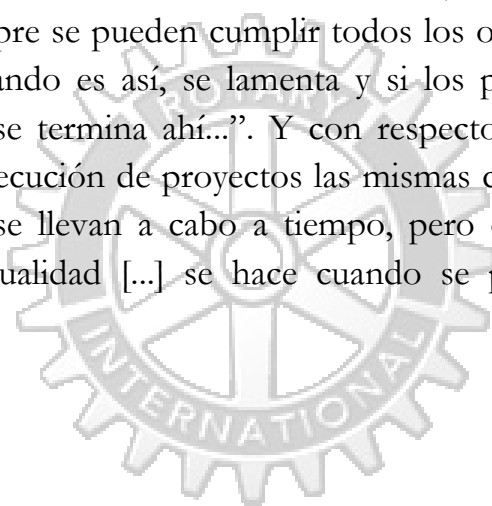 pre se pueden cumplir todos los o
ando es así, se lamenta y si los p
se termina ahí...”. Y con respecto
ecución de proyectos las mismas
se llevan a cabo a tiempo, pero
ualidad [...] se hace cuando se p
ROTARY
INTERNATIONAL